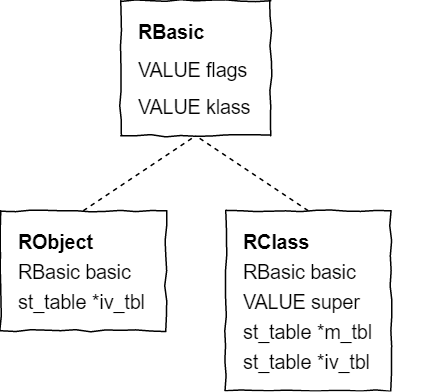 RBasic
VALUE flags
VALUE klass
RObject
RBasic basic
st_table *iv_tbl
RClass
RBasic basic
VALUE super
st_table *m_tbl
st_table *iv_tbl